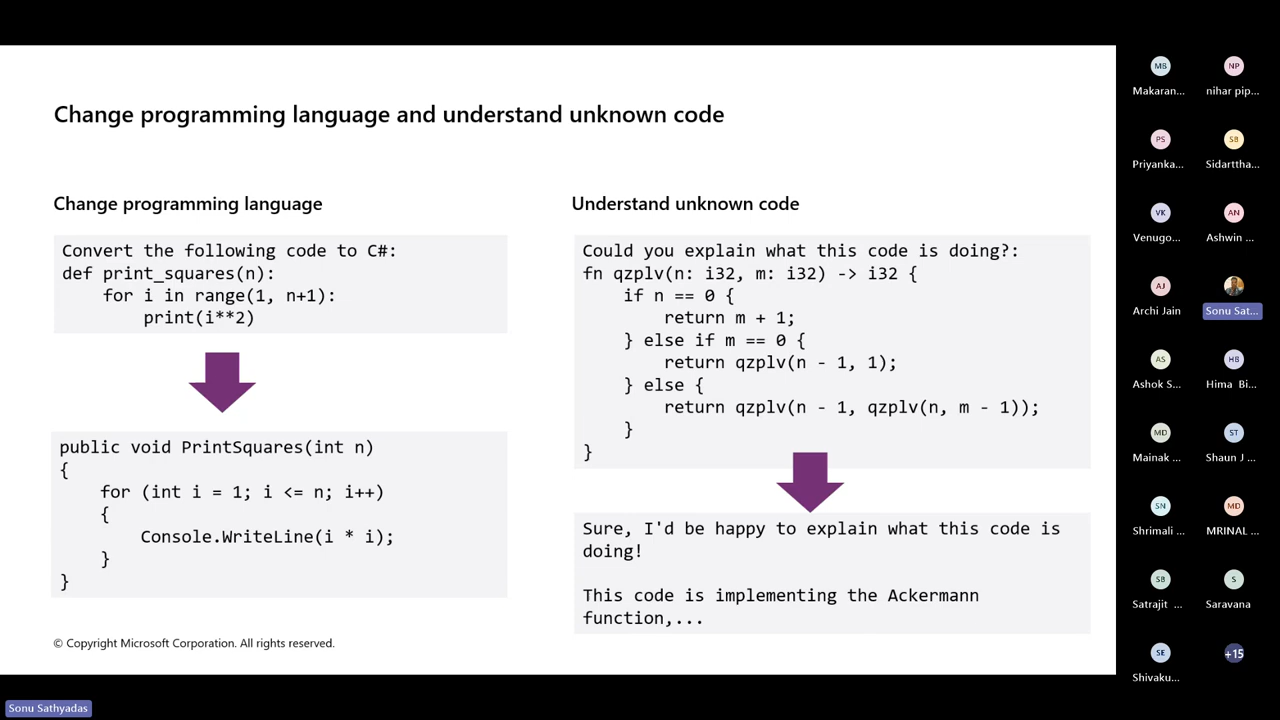 Change programming language and understand unknown code
Change programming language
Convert the following code to C#:
def print_squares(n):
    for i in range(1, n+1):
        print(i**2)
public void PrintSquares(int n)
{
    for (int i = 1; i <= n; i++)
    {
        Console.WriteLine(i * i);
    }
}
Understand unknown code
Could you explain what this code is doing?:
fn qzplv(n: i32, m: i32) -> i32 {
    if n == 0 {
        return m + 1;
    } else if m == 0 {
        return qzplv(n - 1, 1);
    } else {
        return qzplv(n - 1, qzplv(n, m - 1));
    }
}
Sure, I'd be happy to explain what this code is
doing!
This code is implementing the Ackermann
function,...
© Copyright Microsoft Corporation. All rights reserved.
MB
Makaran...
NP
nihar pip...
PS
Priyanka...
SB
Sidarttha...
VK
Venugo...
AN
Ashwin ...
AJ
Archi Jain
Sonu Sat...
AS
Ashok S...
HB
Hima Bi...
MD
Mainak ...
ST
Shaun J ...
SN
Shrimali ...
MD
MRINAL ...
SB
Satrajit ...
S
Saravana
SE
Shivaku...
+15
Sonu Sathyadas